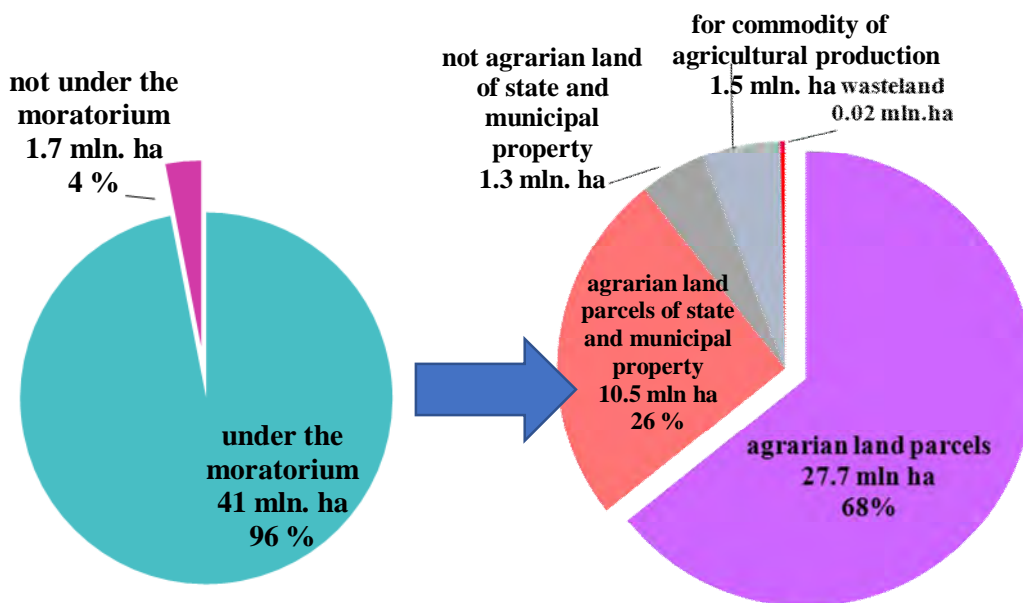 not under the
moratorium
1.7 mln. ha
4 %
under the
moratorium
41 mln. ha
96 %
not agrarian land
of state and
municipal
property
1.3 mln. ha
for commodity of
agricultural production
1.5 mln. ha
wasteland
0.02 mln.ha
agrarian land
parcels of state
and municipal
property
10.5 mln ha
26 %
agrarian land parcels
27.7 mln ha
68%